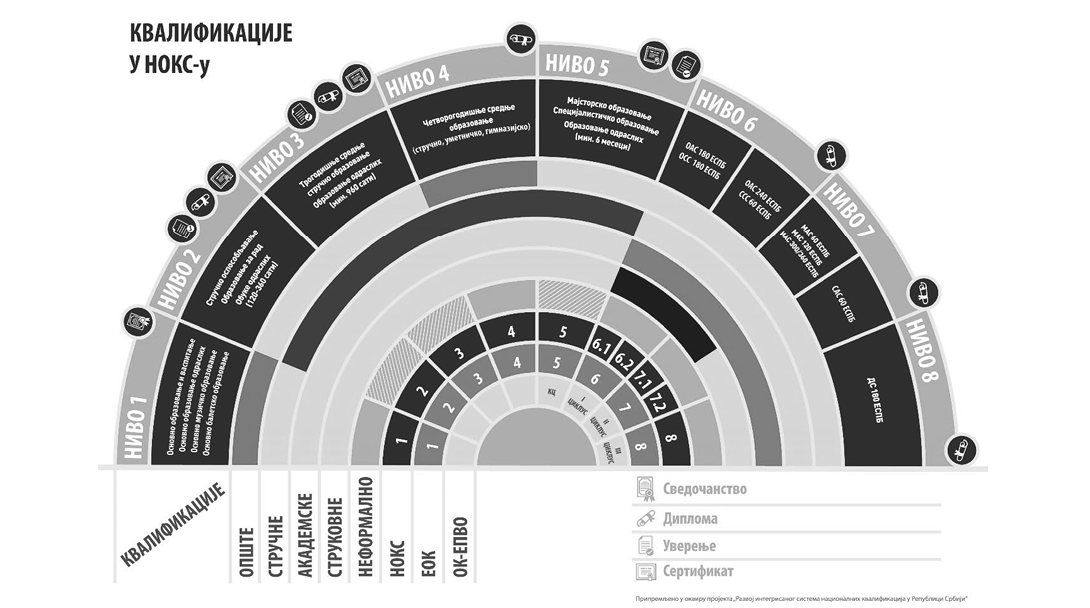 КВАЛИФИКАЦИЈЕ
У НОКС-у
НИВО 1
НИВО 2
НИВО 3
НИВО 4
НИВО 5
НИВО 6
НИВО 7
НИВО 8
Основно образовање и васпитање
Основно образовање одраслих
Основно музичко образовање
Основно балетско образовање
Стручно оспособљавање
Образовање за рад
Обуке одраслих
(120-360 сати)
Трогодишње средње
стручно образовање
Образовање одраслих
(мин. 960 сати)
Четворогодишње средње
образовање
(стручно, уметничко, гимназијско)
Мајсторско образовање
Специјалистичко образовање
Образовање одраслих
(мин. 6 месеци)
ОАС 180 ЕСПБ
ОСС 180 ЕСПБ
ОАС 240 ЕСПБ
ССС 60 ЕСПБ
МАС 60 ЕСПБ
МАС 120 ЕСПБ
МАС 300/360 ЕСПБ
САС 60 ЕСПБ
ДС 180 ЕСПБ
1
2
3
4
5
6.1
6.2
7.1
7.2
8
1
2
3
4
5
6
7
8
КЦ
I
ЦИКЛУС
II
ЦИКЛУС
III
ЦИКЛУС
КВАЛИФИКАЦИЈЕ
ОПШТЕ
СТРУЧНЕ
АКАДЕМСКЕ
СТРУКОВНЕ
НЕФОРМАЛНО
НОКС
ЕОК
ОК-ЕПВО
Сведочанство
Диплома
Уверење
Сертификат
Припремљено у оквиру пројекта „Развој интегрисаног система националних квалификација у Републици Србији"